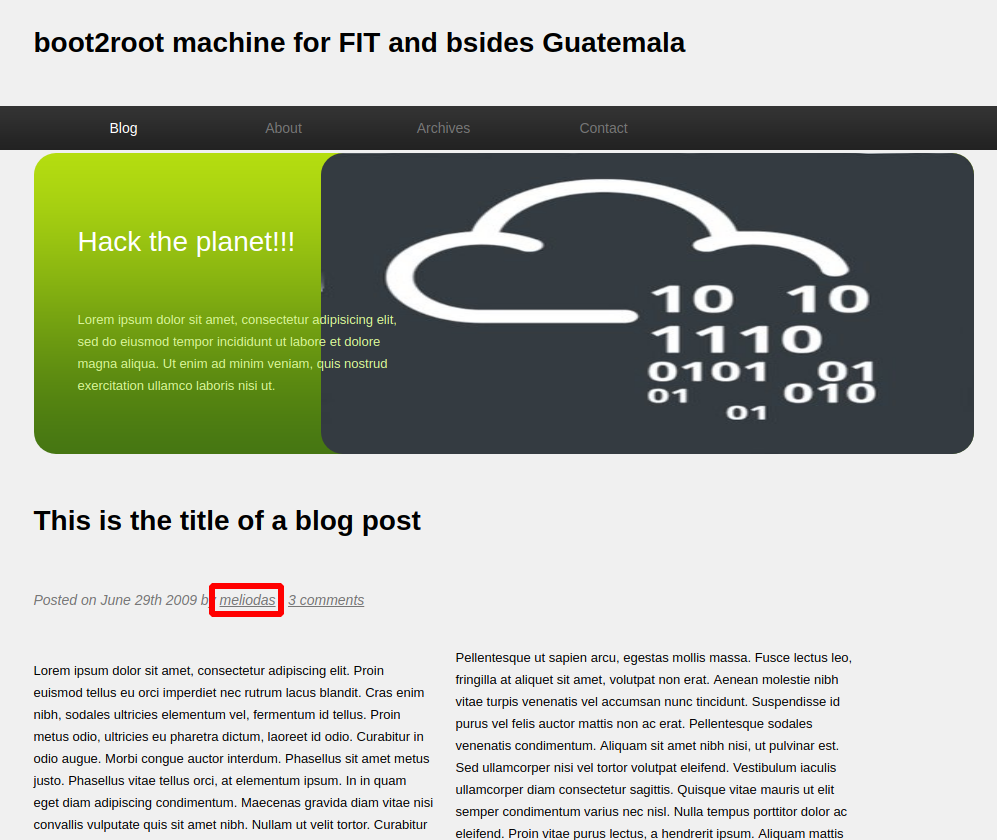 boot2root machine for FIT and bsides Guatemala
Blog About Archives Contact
Hack the planet!!!
Lorem ipsum dolor sit amet, consectetur adipisicing elit,
sed do eiusmod tempor incididunt ut labore et dolore
magna aliqua. Ut enim ad minim veniam, quis nostrud
exercitation ullamco laboris nisi ut.
10 10
1110
0101 01
01 010
01
This is the title of a blog post
Posted on June 29th 2009 by meliodas 3 comments
Lorem ipsum dolor sit amet, consectetur adipiscing elit. Proin
euismod tellus eu orci imperdiet nec rutrum lacus blandit. Cras enim
nibh, sodales ultricies elementum vel, fermentum id tellus. Proin
metus odio, ultricies eu pharetra dictum, laoreet id odio. Curabitur in
odio augue. Morbi congue auctor interdum. Phasellus sit amet metus
justo. Phasellus vitae tellus orci, at elementum ipsum. In in quam
eget diam adipiscing condimentum. Maecenas gravida diam vitae nisi
convallis vulputate quis sit amet nibh. Nullam ut velit tortor. Curabitur
Pellentesque ut sapien arcu, egestas mollis massa. Fusce lectus leo,
fringilla at aliquet sit amet, volutpat non erat. Aenean molestie nibh
vitae turpis venenatis vel accumsan nunc tincidunt. Suspendisse id
purus vel felis auctor mattis non ac erat. Pellentesque sodales
venenatis condimentum. Aliquam sit amet nibh nisi, ut pulvinar est.
Sed ullamcorper nisi vel tortor volutpat eleifend. Vestibulum iaculis
ullamcorper diam consectetur sagittis. Quisque vitae mauris ut elit
semper condimentum varius nec nisl. Nulla tempus porttitor dolor ac
eleifend. Proin vitae purus lectus, a hendrerit ipsum. Aliquam mattis